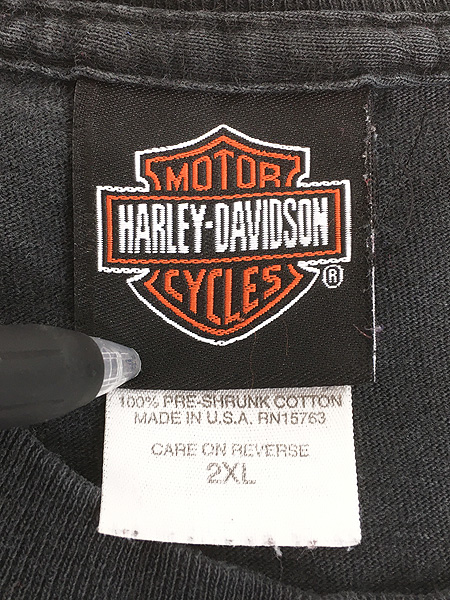 MOTOR
HARLEY-DAVIDSON
CYCLES
®
100% PRE-SHRUNK COTTON
MADE IN U.S.A. RN15763
CARE ON REVERSE
2XL